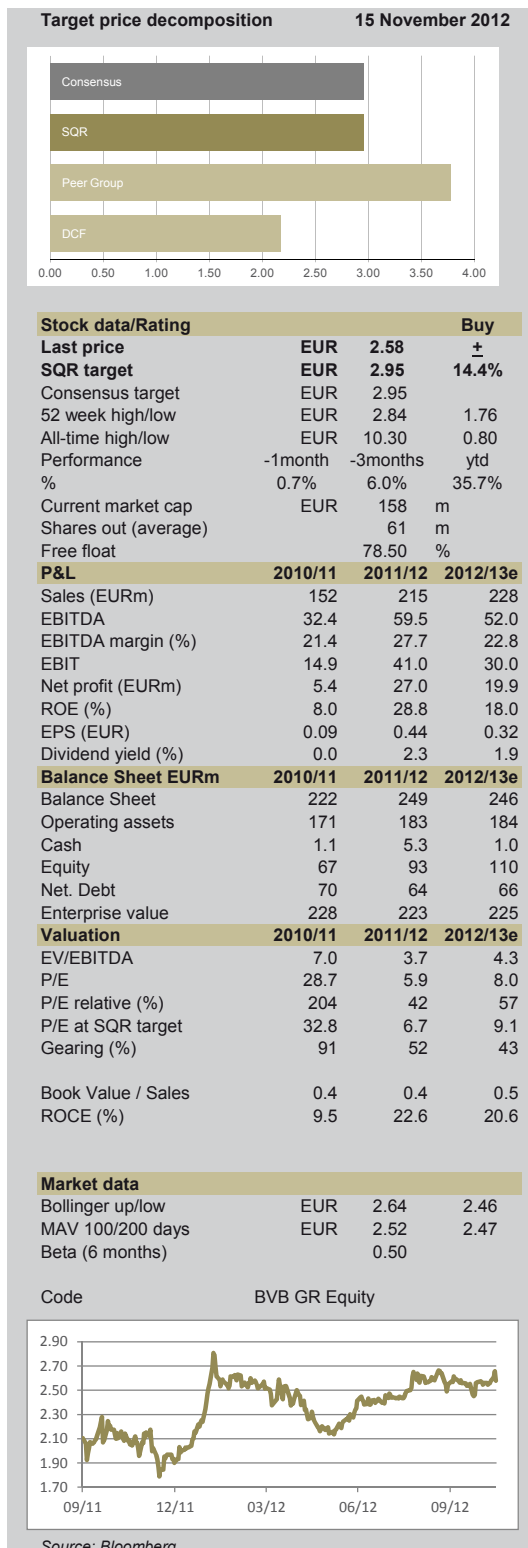 Target price decomposition 15 November 2012
Consensus
SQR
Peer Group
DCF
0.00 0.50 1.00 1.50 2.00 2.50 3.00 3.50 4.00
Stock data/Rating Buy
Last price EUR 2.58 ±
SQR target EUR 2.95 14.4%
Consensus target EUR 2.95
52 week high/low EUR 2.84 1.76
All-time high/low EUR 10.30 0.80
Performance -1month -3months ytd
% 0.7% 6.0% 35.7%
Current market cap EUR 158 m
Shares out (average) 61 m
Free float 78.50 %
P&L 2010/11 2011/12 2012/13e
Sales (EURm) 152 215 228
EBITDA 32.4 59.5 52.0
EBITDA margin (%) 21.4 27.7 22.8
EBIT 14.9 41.0 30.0
Net profit (EURm) 5.4 27.0 19.9
ROE (%) 8.0 28.8 18.0
EPS (EUR) 0.09 0.44 0.32
Dividend yield (%) 0.0 2.3 1.9
Balance Sheet EURm 2010/11 2011/12 2012/13e
Balance Sheet 222 249 246
Operating assets 171 183 184
Cash 1.1 5.3 1.0
Equity 67 93 110
Net. Debt 70 64 66
Enterprise value 228 223 225
Valuation 2010/11 2011/12 2012/13e
EV/EBITDA 7.0 3.7 4.3
P/E 28.7 5.9 8.0
P/E relative (%) 204 42 57
P/E at SQR target 32.8 6.7 9.1
Gearing (%) 91 52 43
Book Value / Sales 0.4 0.4 0.5
ROCE (%) 9.5 22.6 20.6
Market data
Bollinger up/low EUR 2.64 2.46
MAV 100/200 days EUR 2.52 2.47
Beta (6 months) 0.50
Code BVB GR Equity
2.90
2.70
2.50
2.30
2.10
1.90
1.70
09/11 12/11 03/12 06/12 09/12
Source: Bloomberg